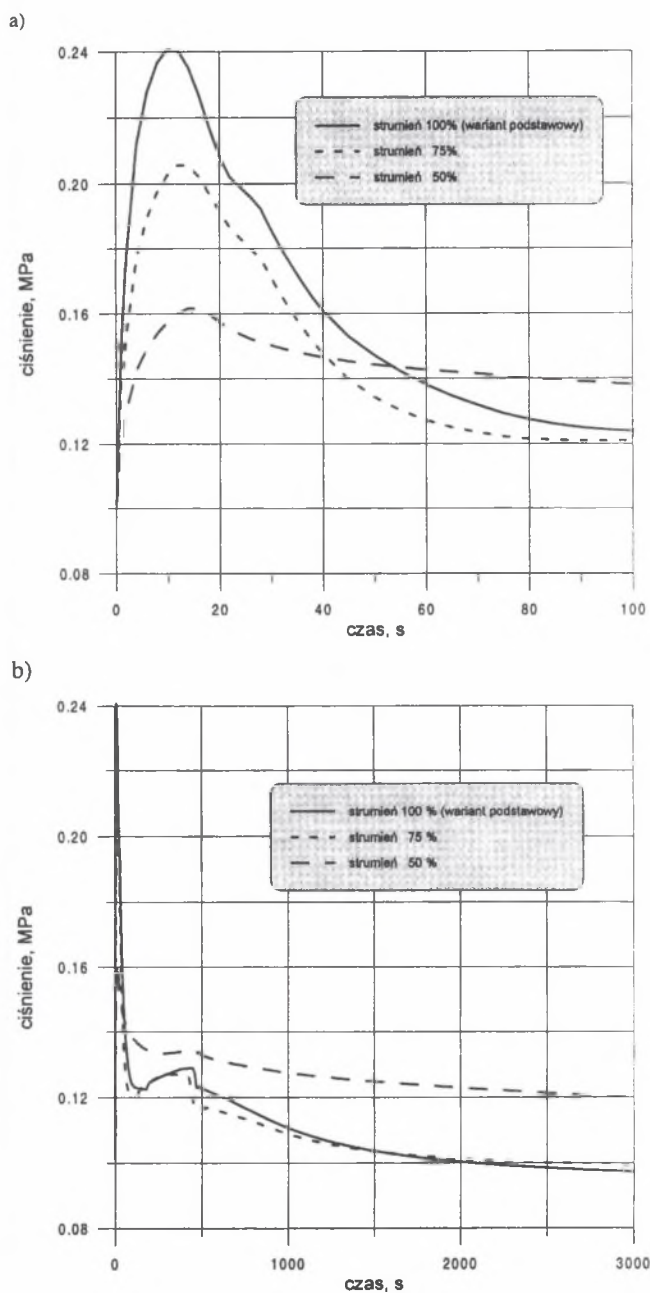 a)
0.24
0.20
0.16
0.12
0.08
ciśnienie, MPa
strumień 100% (wariant podstawowy)
strumień 75%
strumień 50%
0
20
40
60
80
100
czas, s
b)
0.24
0.20
0.16
0.12
0.08
ciśnienie, MPa
strumień 100 % (wariant podstawowy)
strumień 75 %
strumień 50 %
0
1000
2000
3000
czas, s